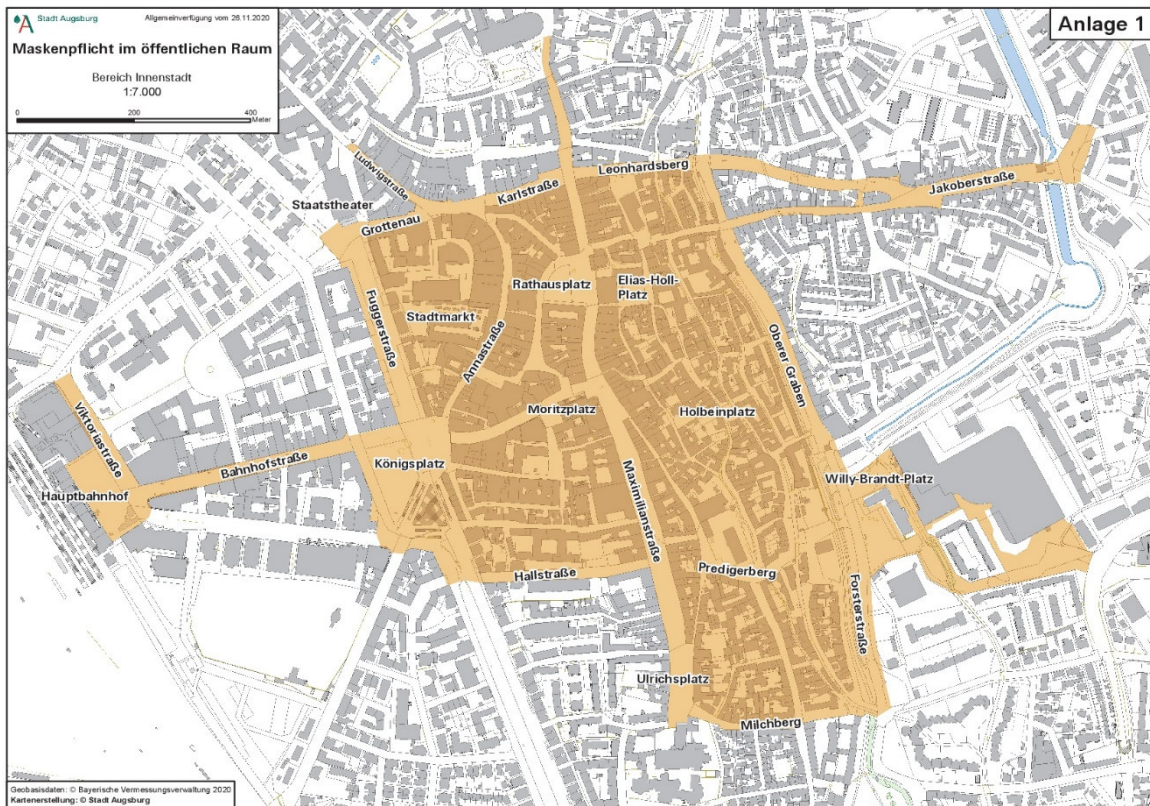 Stadt Augsburg
Allgemeinverfügung vom 26.11.2020
Maskenpflicht im öffentlichen Raum
Bereich Innenstadt
1:7.000
0 200 400
Meter
Anlage 1
Ludwigstraße
Leonhardsberg
Staatstheater
Karlstraße
Jakoberstraße
Grottenau
Rathausplatz
Elias-Holl-
Platz
Stadtmarkt
Fuggerstraße
Annastraße
Oberer Graben
Viktoriastraße
Moritzplatz
Holbeinplatz
Bahnhofstraße
Königsplatz
Hauptbahnhof
Maximilianstraße
Willy-Brandt-Platz
Hallstraße
Predigerberg
Forsterstraße
Ulrichsplatz
Milchberg
Geobasisdaten: © Bayerische Vermessungsverwaltung 2020
Kartenerstellung: © Stadt Augsburg